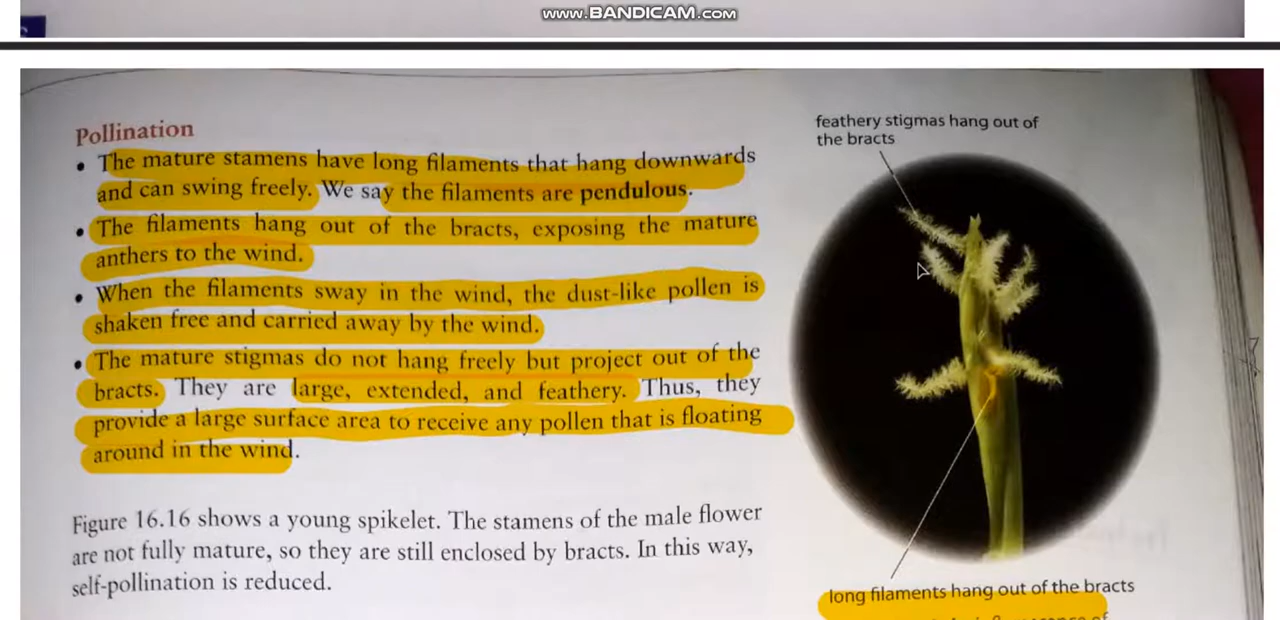 www.BANDICAM.com
Pollination
• The mature stamens have long filaments that hang downwards
and can swing freely. We say the filaments are pendulous.
• The filaments hang out of the bracts, exposing the mature
anthers to the wind.
• When the filaments sway in the wind, the dust-like pollen is
shaken free and carried away by the wind.
• The mature stigmas do not hang freely but project out of the
bracts. They are large, extended, and feathery. Thus, they
provide a large surface area to receive any pollen that is floating
around in the wind.
Figure 16.16 shows a young spikelet. The stamens of the male flower
are not fully mature, so they are still enclosed by bracts. In this way,
self-pollination is reduced.
feathery stigmas hang out of
the bracts
long filaments hang out of the bracts